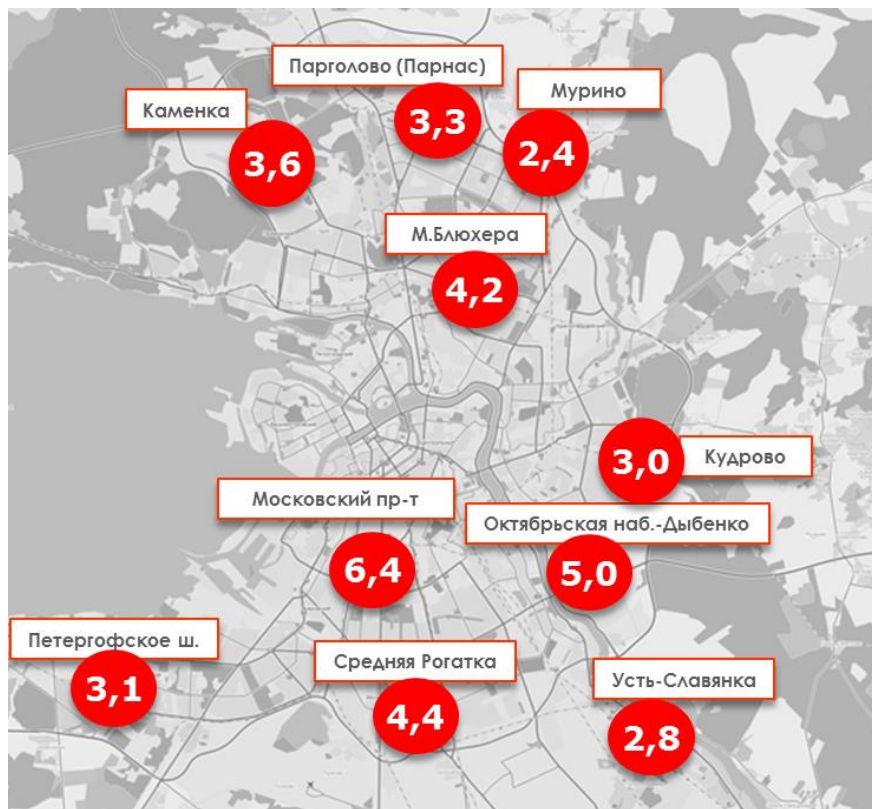 Парголово (Парнас)
3,3
Мурино
2,4
Каменка
3,6
М.Блюхера
4,2
3,0
Кудрово
Московский пр-т
6,4
Октябрьская наб.-Дыбенко
5,0
Петергофское ш.
3,1
Средняя Рогатка
4,4
Усть-Славянка
2,8